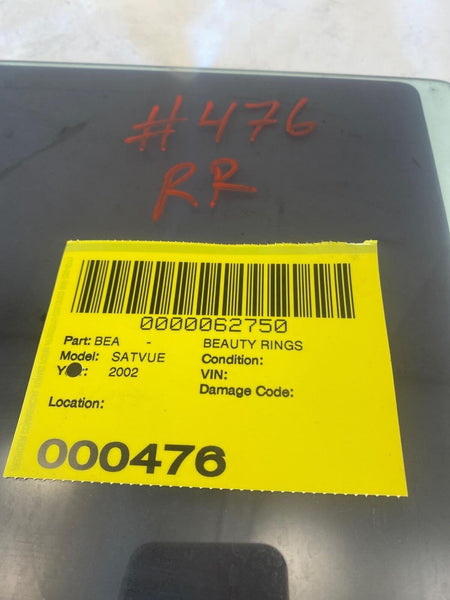 #476
RR
0000062750
Part: BEA - BEAUTY RINGS
Model: SATVUE Condition:
2002 VIN:
Damage Code:
Location:
000476